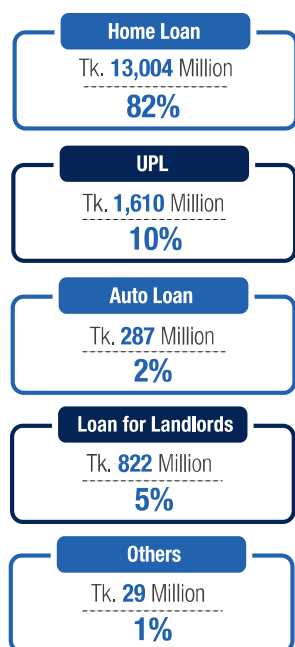 Home Loan
Tk. 13,004 Million
82%
UPL
Tk. 1,610 Million
10%
Auto Loan
Tk. 287 Million
2%
Loan for Landlords
Tk. 822 Million
5%
Others
Tk. 29 Million
1%